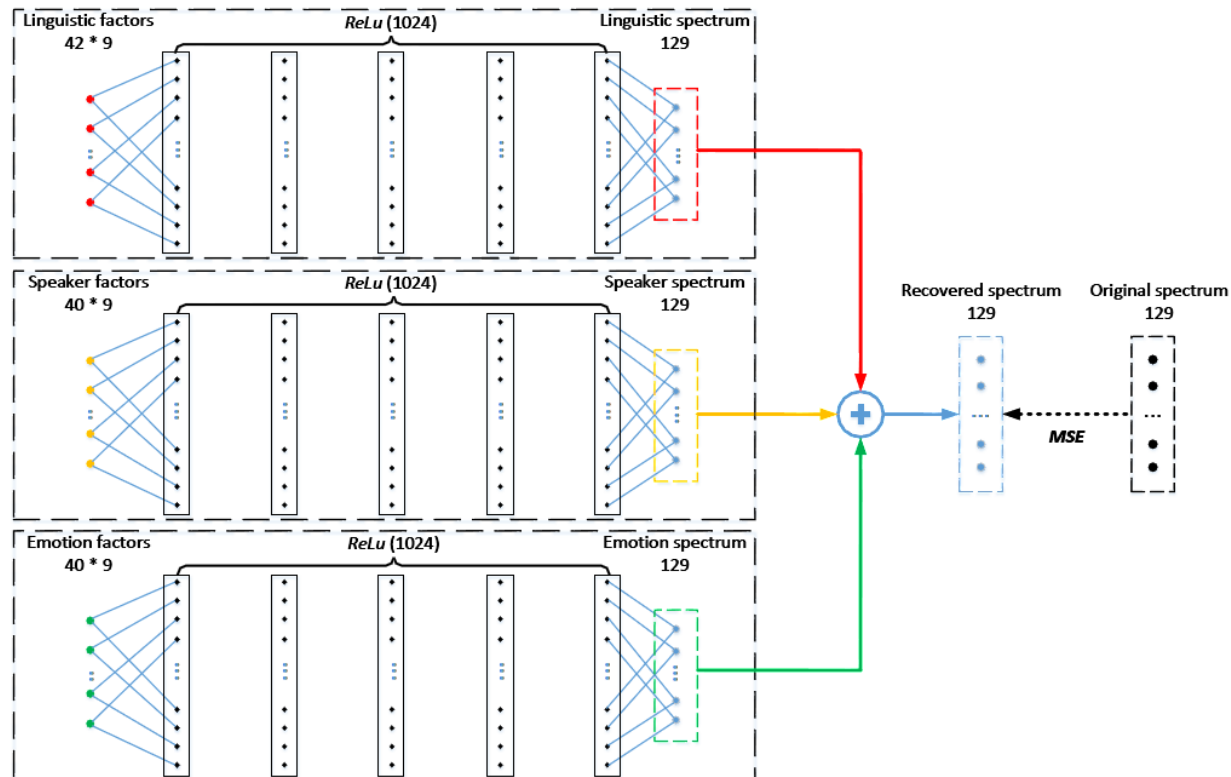 Linguistic factors
42 * 9
ReLu (1024)
Linguistic spectrum
129
Speaker factors
40 * 9
ReLu (1024)
Speaker spectrum
129
Emotion factors
40 * 9
ReLu (1024)
Emotion spectrum
129
Recovered spectrum
129
Original spectrum
129
MSE